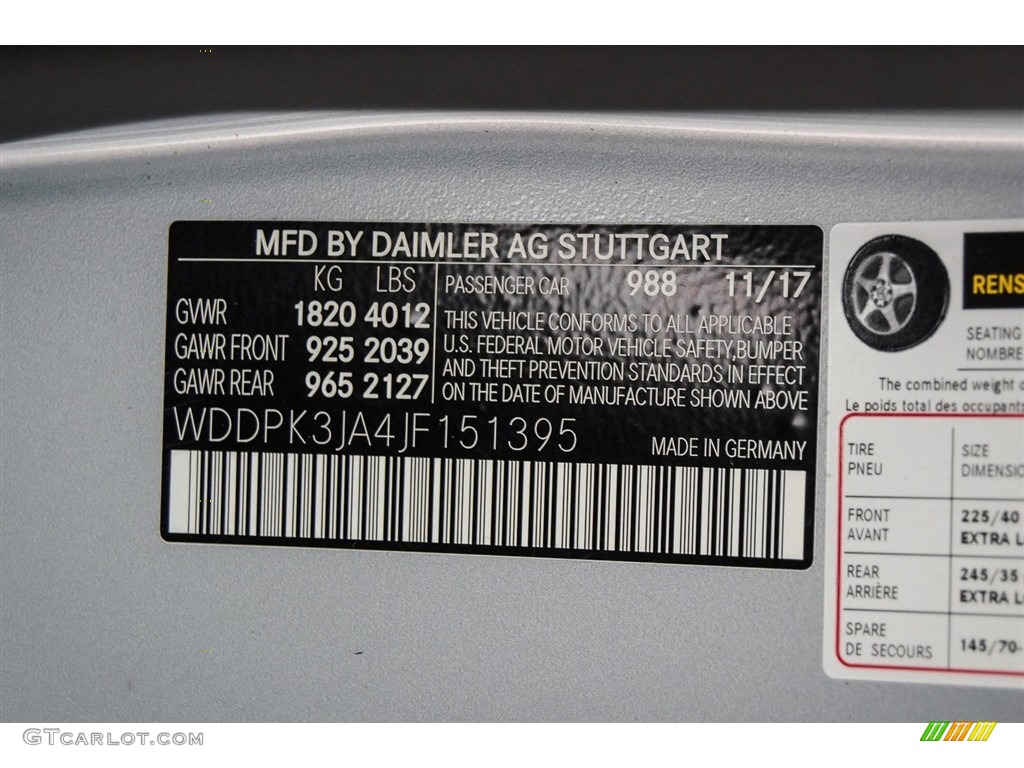 MFD BY DAIMLER AG STUTTGART
KG LBS
GVWR 1820 4012
GAWR FRONT 925 2039
GAWR REAR 965 2127
PASSENGER CAR 988 11/17
THIS VEHICLE CONFORMS TO ALL APPLICABLE
U.S. FEDERAL MOTOR VEHICLE SAFETY, BUMPER
AND THEFT PREVENTION STANDARDS IN EFFECT
ON THE DATE OF MANUFACTURE SHOWN ABOVE
WDDPK3JA4JF151395
MADE IN GERMANY
RENS
SEATING
NOMBRE
The combined weight o
Le poids total des occupant
TIRE SIZE
PNEU DIMENSIO
FRONT 225/40
AVANT EXTRA L
REAR 245/35
ARRIÈRE EXTRA L
SPARE
DE SECOURS 145/70-
GTCARLOT.COM